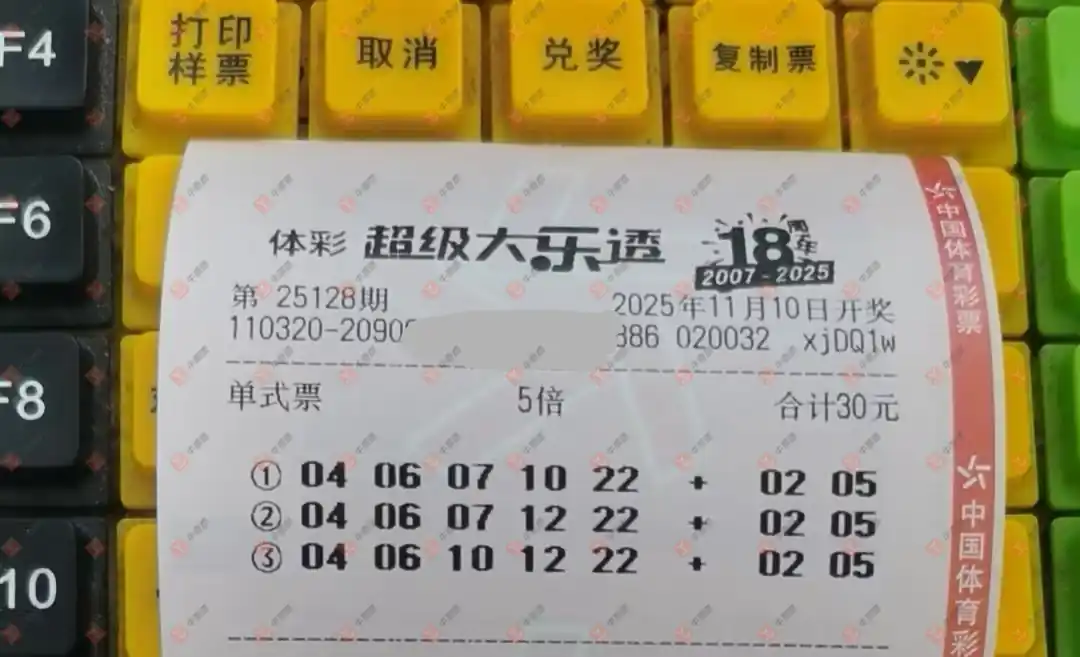 F4
打印样票
取消
兑奖
复制票
F6
体彩 超级大乐透 18周年
2007-2025
第 25128期 2025年11月10日开奖
110320-2090 886 020032 xjDQ1w
单式票 5倍 合计30元
① 04 06 07 10 22 + 02 05
② 04 06 07 12 22 + 02 05
③ 04 06 10 12 22 + 02 05
F8
10
中国体育彩票
中国体育彩